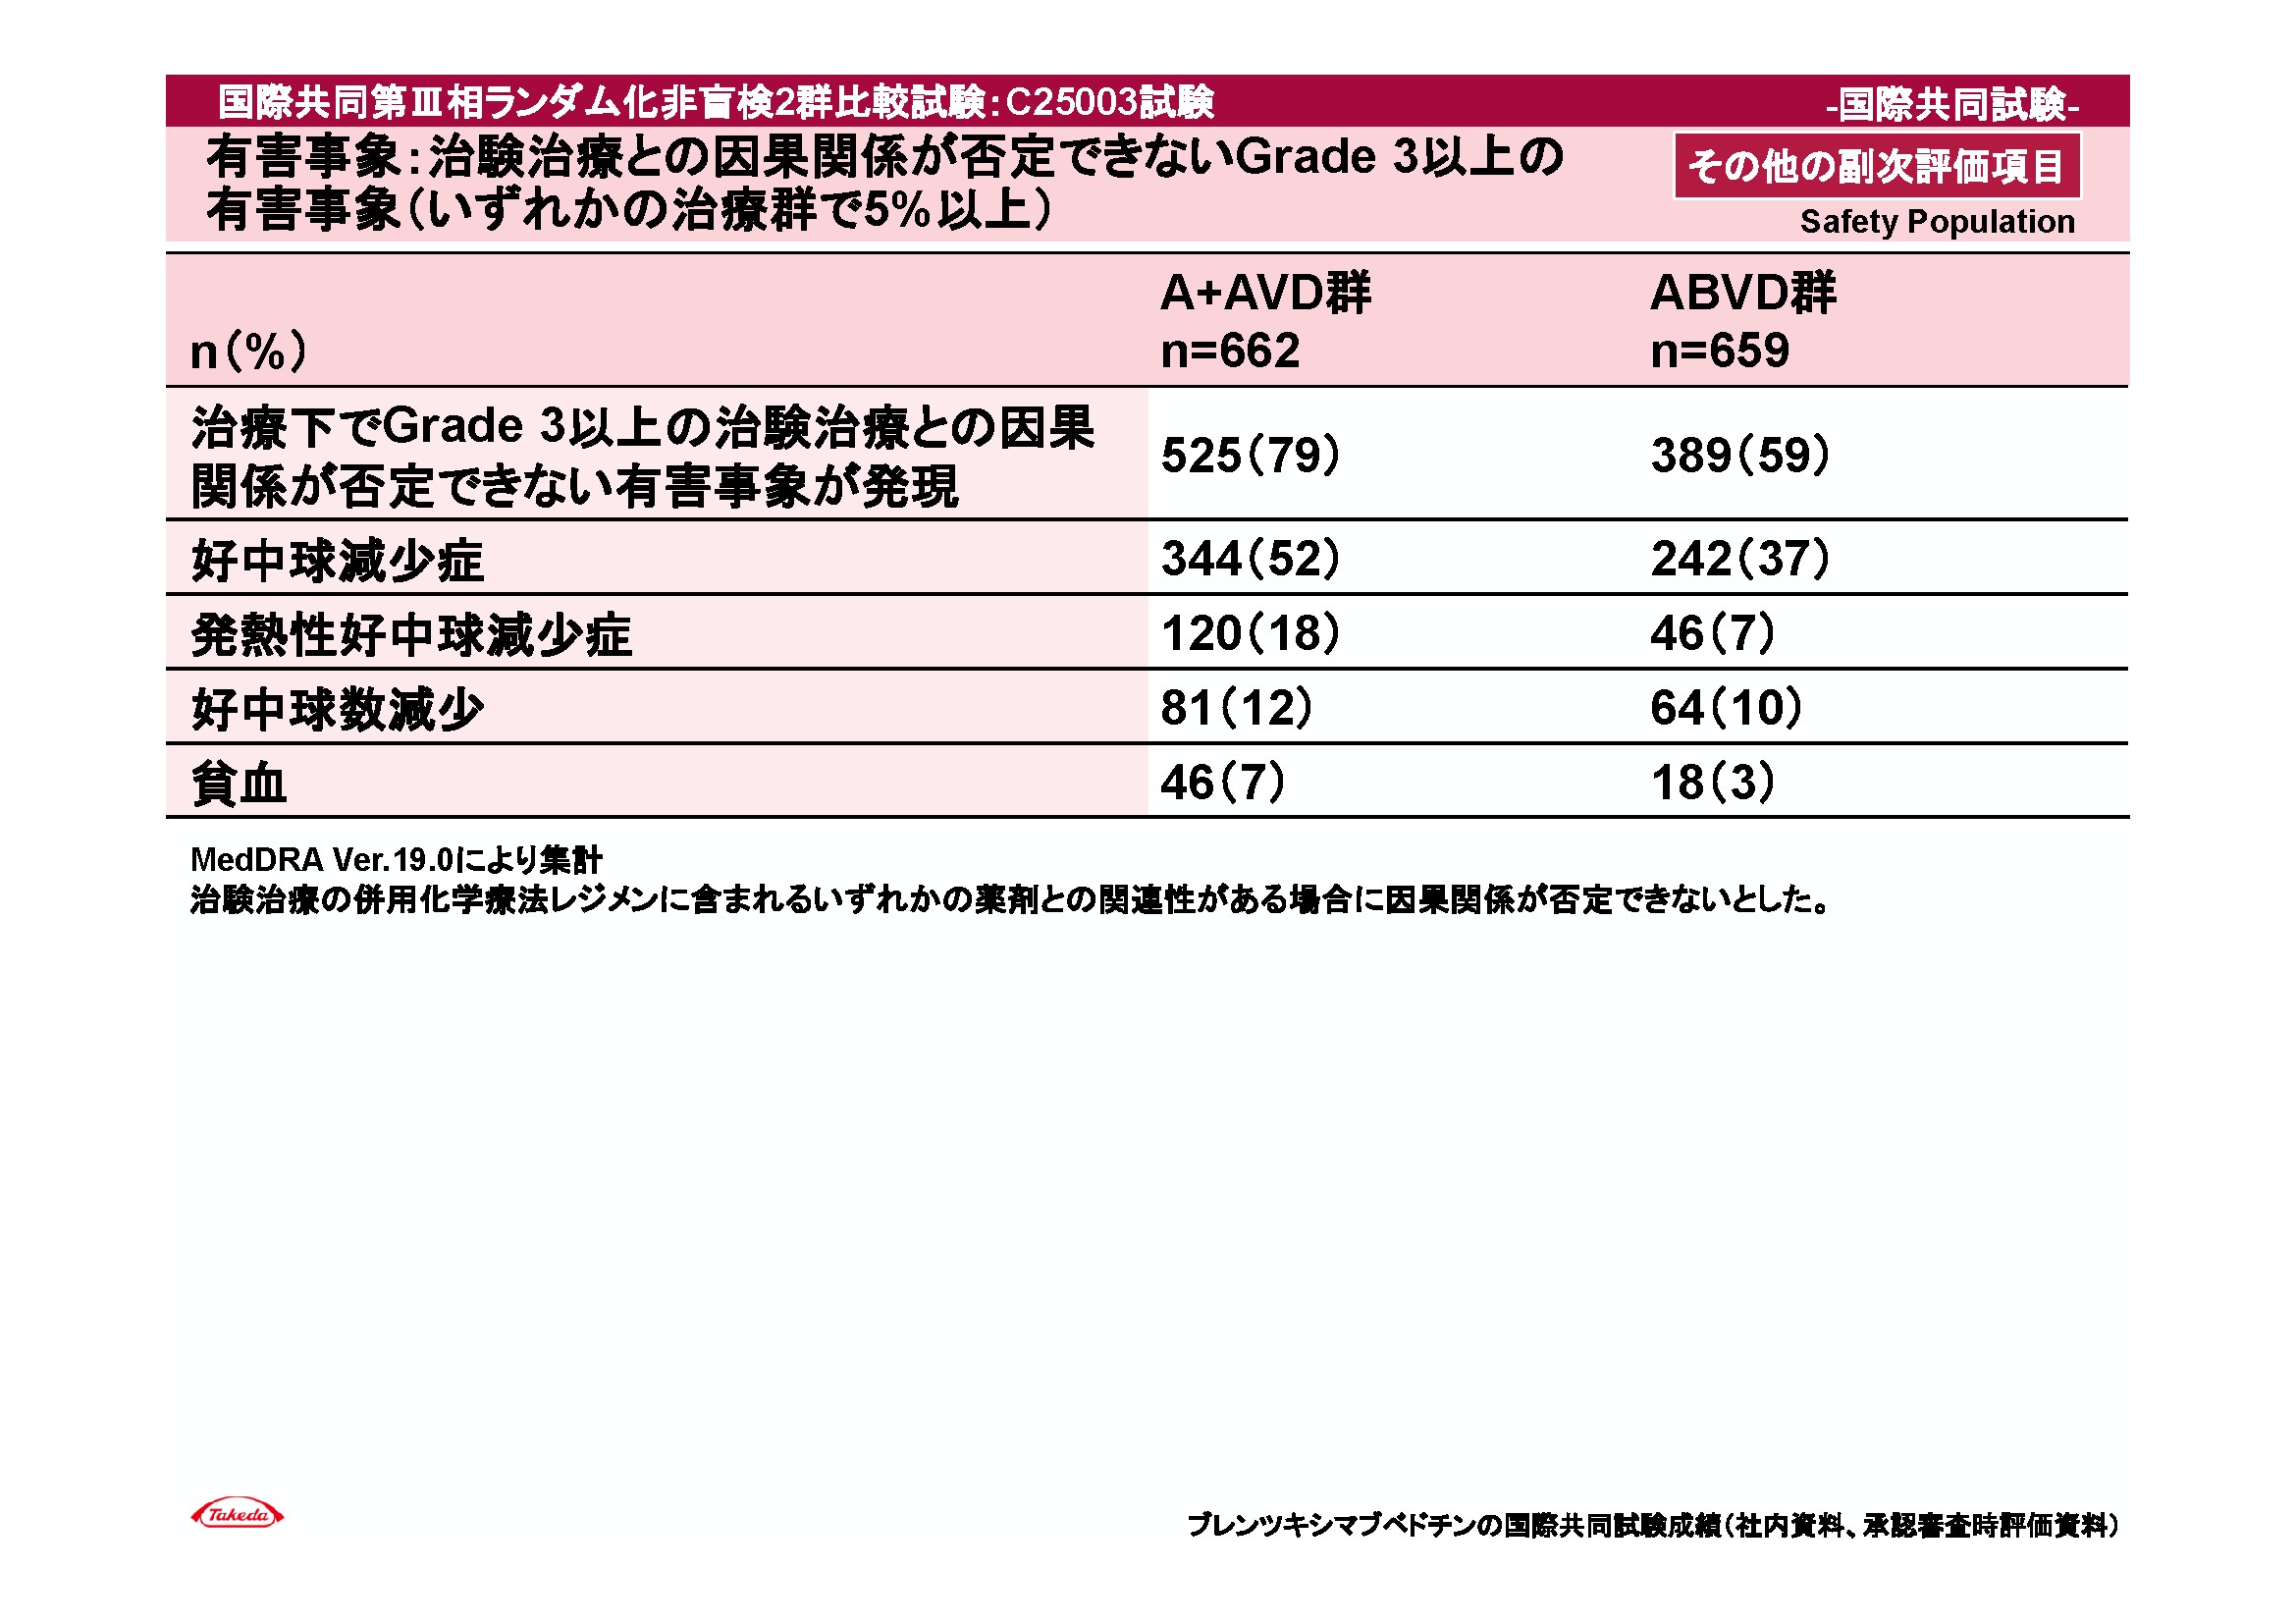 国際共同第Ⅲ相ランダム化非盲検2群比較試験：C25003試験
-国際共同試験-
有害事象：治験治療との因果関係が否定できないGrade 3以上の
有害事象（いずれかの治療群で5%以上）
その他の副次評価項目
Safety Population
n（%）
A+AVD群
n=662
ABVD群
n=659
治療下でGrade 3以上の治験治療との因果
関係が否定できない有害事象が発現
525（79）
389（59）
好中球減少症
344（52）
242（37）
発熱性好中球減少症
120（18）
46（7）
好中球数減少
81（12）
64（10）
貧血
46（7）
18（3）
MedDRA Ver.19.0により集計
治験治療の併用化学療法レジメンに含まれるいずれかの薬剤との関連性がある場合に因果関係が否定できないとした。
Takeda
ブレンツキシマブベドチンの国際共同試験成績（社内資料、承認審査時評価資料）